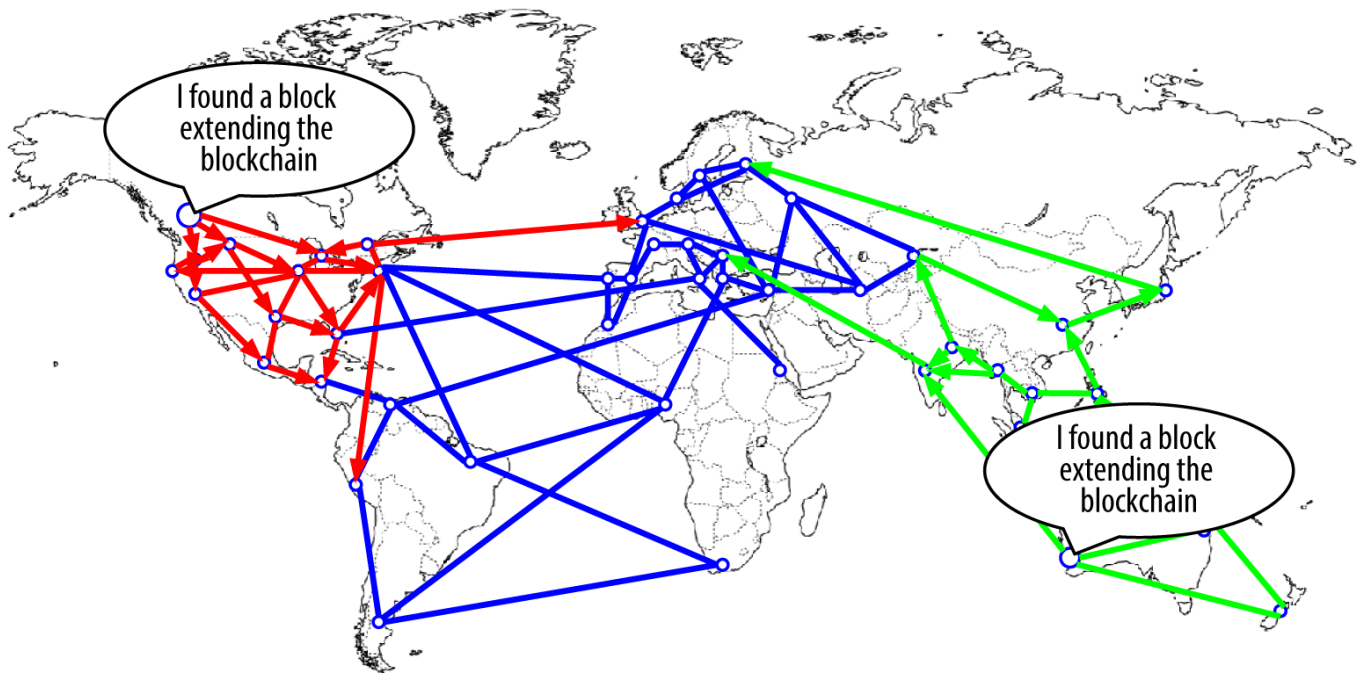 I found a block
extending the
blockchain
I found a block
extending the
blockchain